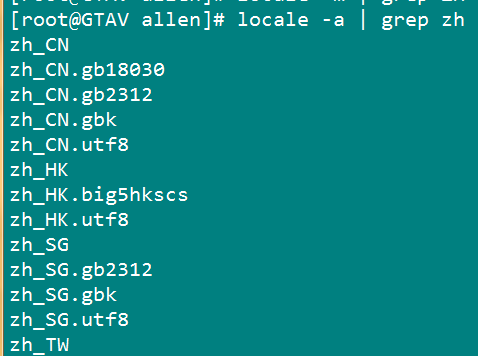 [root@GTAV allen]# locale -a | grep zh
zh_CN
zh_CN.gb18030
zh_CN.gb2312
zh_CN.gbk
zh_CN.utf8
zh_HK
zh_HK.big5hkscs
zh_HK.utf8
zh_SG
zh_SG.gb2312
zh_SG.gbk
zh_SG.utf8
zh_TW